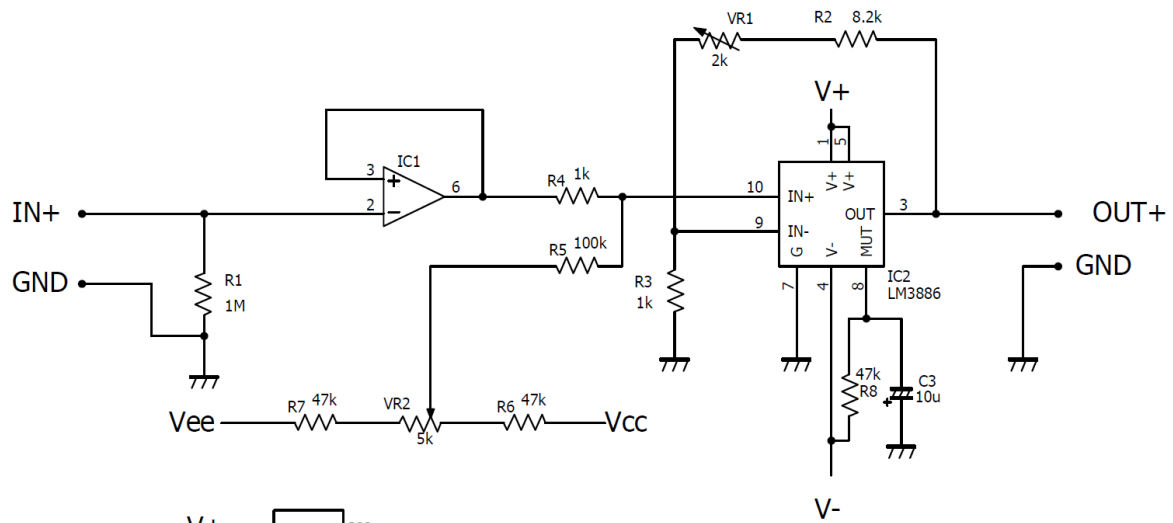 VR1
2k
R2 8.2k
V+
1
5
V+
V+
IC1
3
+
2
−
6
R4 1k
10
IN+
9
IN-
OUT
3
G
V-
MUT
7
4
8
IC2
LM3886
IN+
GND
OUT+
GND
R1
1M
R5 100k
R3
1k
47k
R8
C3
10u
+
Vee
R7 47k
VR2
5k
R6 47k
Vcc
V-
V+